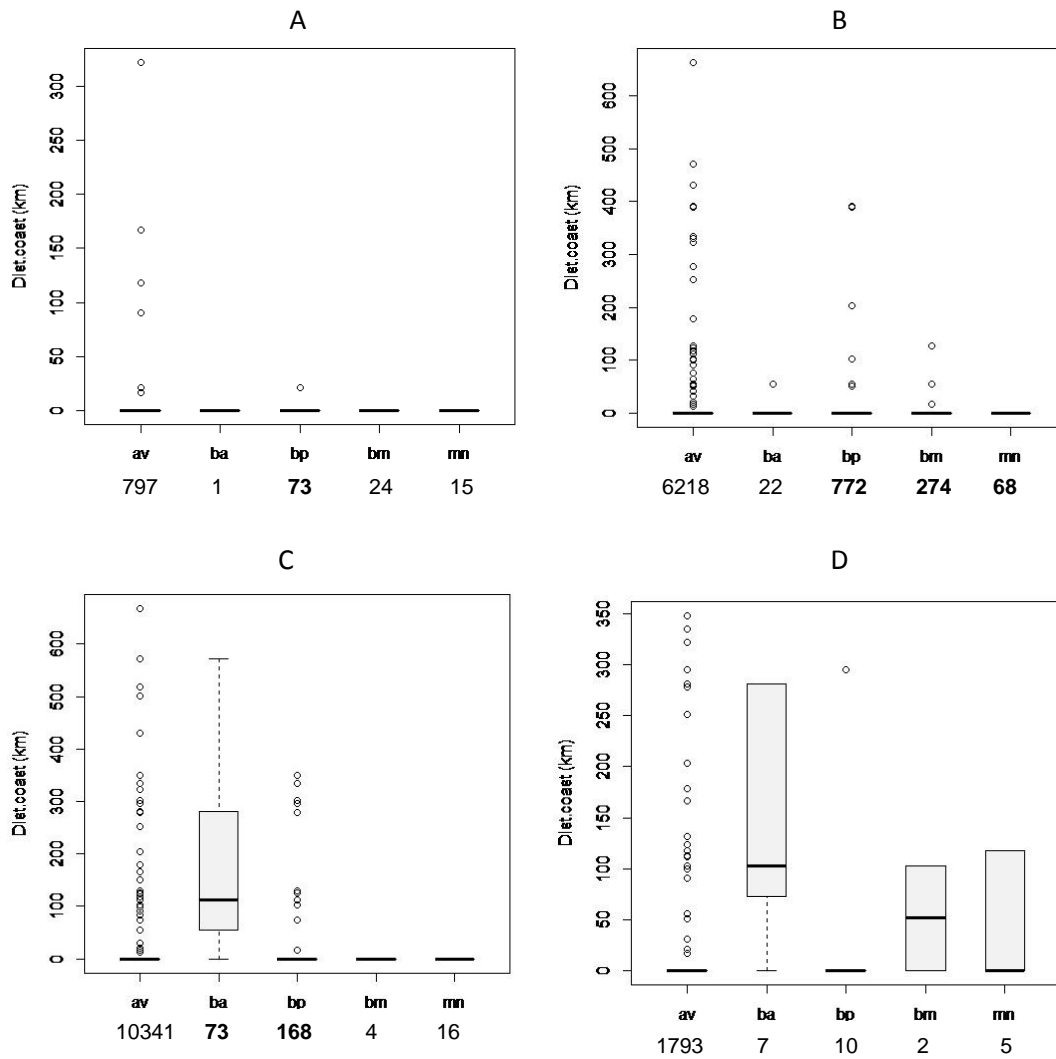 A
Dist.coast (km)
300
250
200
150
100
50
0
av ba bp bm mn
797 1 73 24 15
B
Dist.coast (km)
600
500
400
300
200
100
0
av ba bp bm mn
6218 22 772 274 68
C
Dist.coast (km)
600
500
400
300
200
100
0
av ba bp bm mn
10341 73 168 4 16
D
Dist.coast (km)
350
300
250
200
150
100
50
0
av ba bp bm mn
1793 7 10 2 5